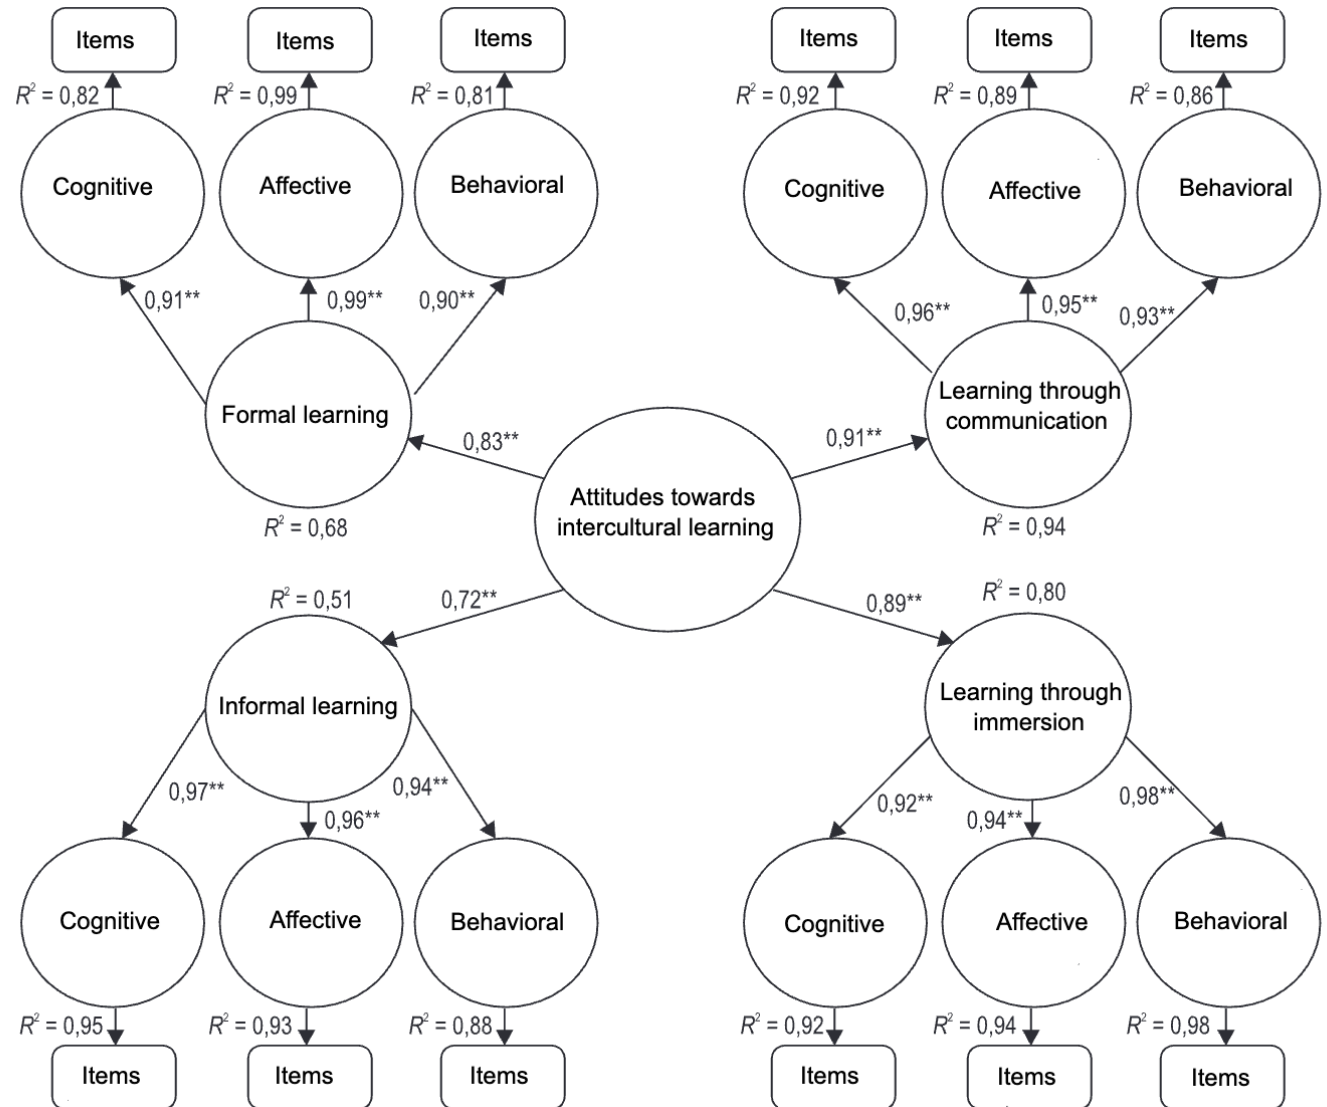 Items
Items
Items
Items
Items
Items
R² = 0,82
R² = 0,99
R² = 0,81
R² = 0,92
R² = 0,89
R² = 0,86
Cognitive
Affective
Behavioral
Cognitive
Affective
Behavioral
0,91**
0,99**
0,90**
0,96**
0,95**
0,93**
Formal learning
Learning through
communication
0,83**
0,91**
R² = 0,68
Attitudes towards
intercultural learning
R² = 0,94
R² = 0,51
0,72**
0,89**
R² = 0,80
Informal learning
Learning through
immersion
0,97**
0,96**
0,94**
0,92**
0,94**
0,98**
Cognitive
Affective
Behavioral
Cognitive
Affective
Behavioral
R² = 0,95
R² = 0,93
R² = 0,88
R² = 0,92
R² = 0,94
R² = 0,98
Items
Items
Items
Items
Items
Items